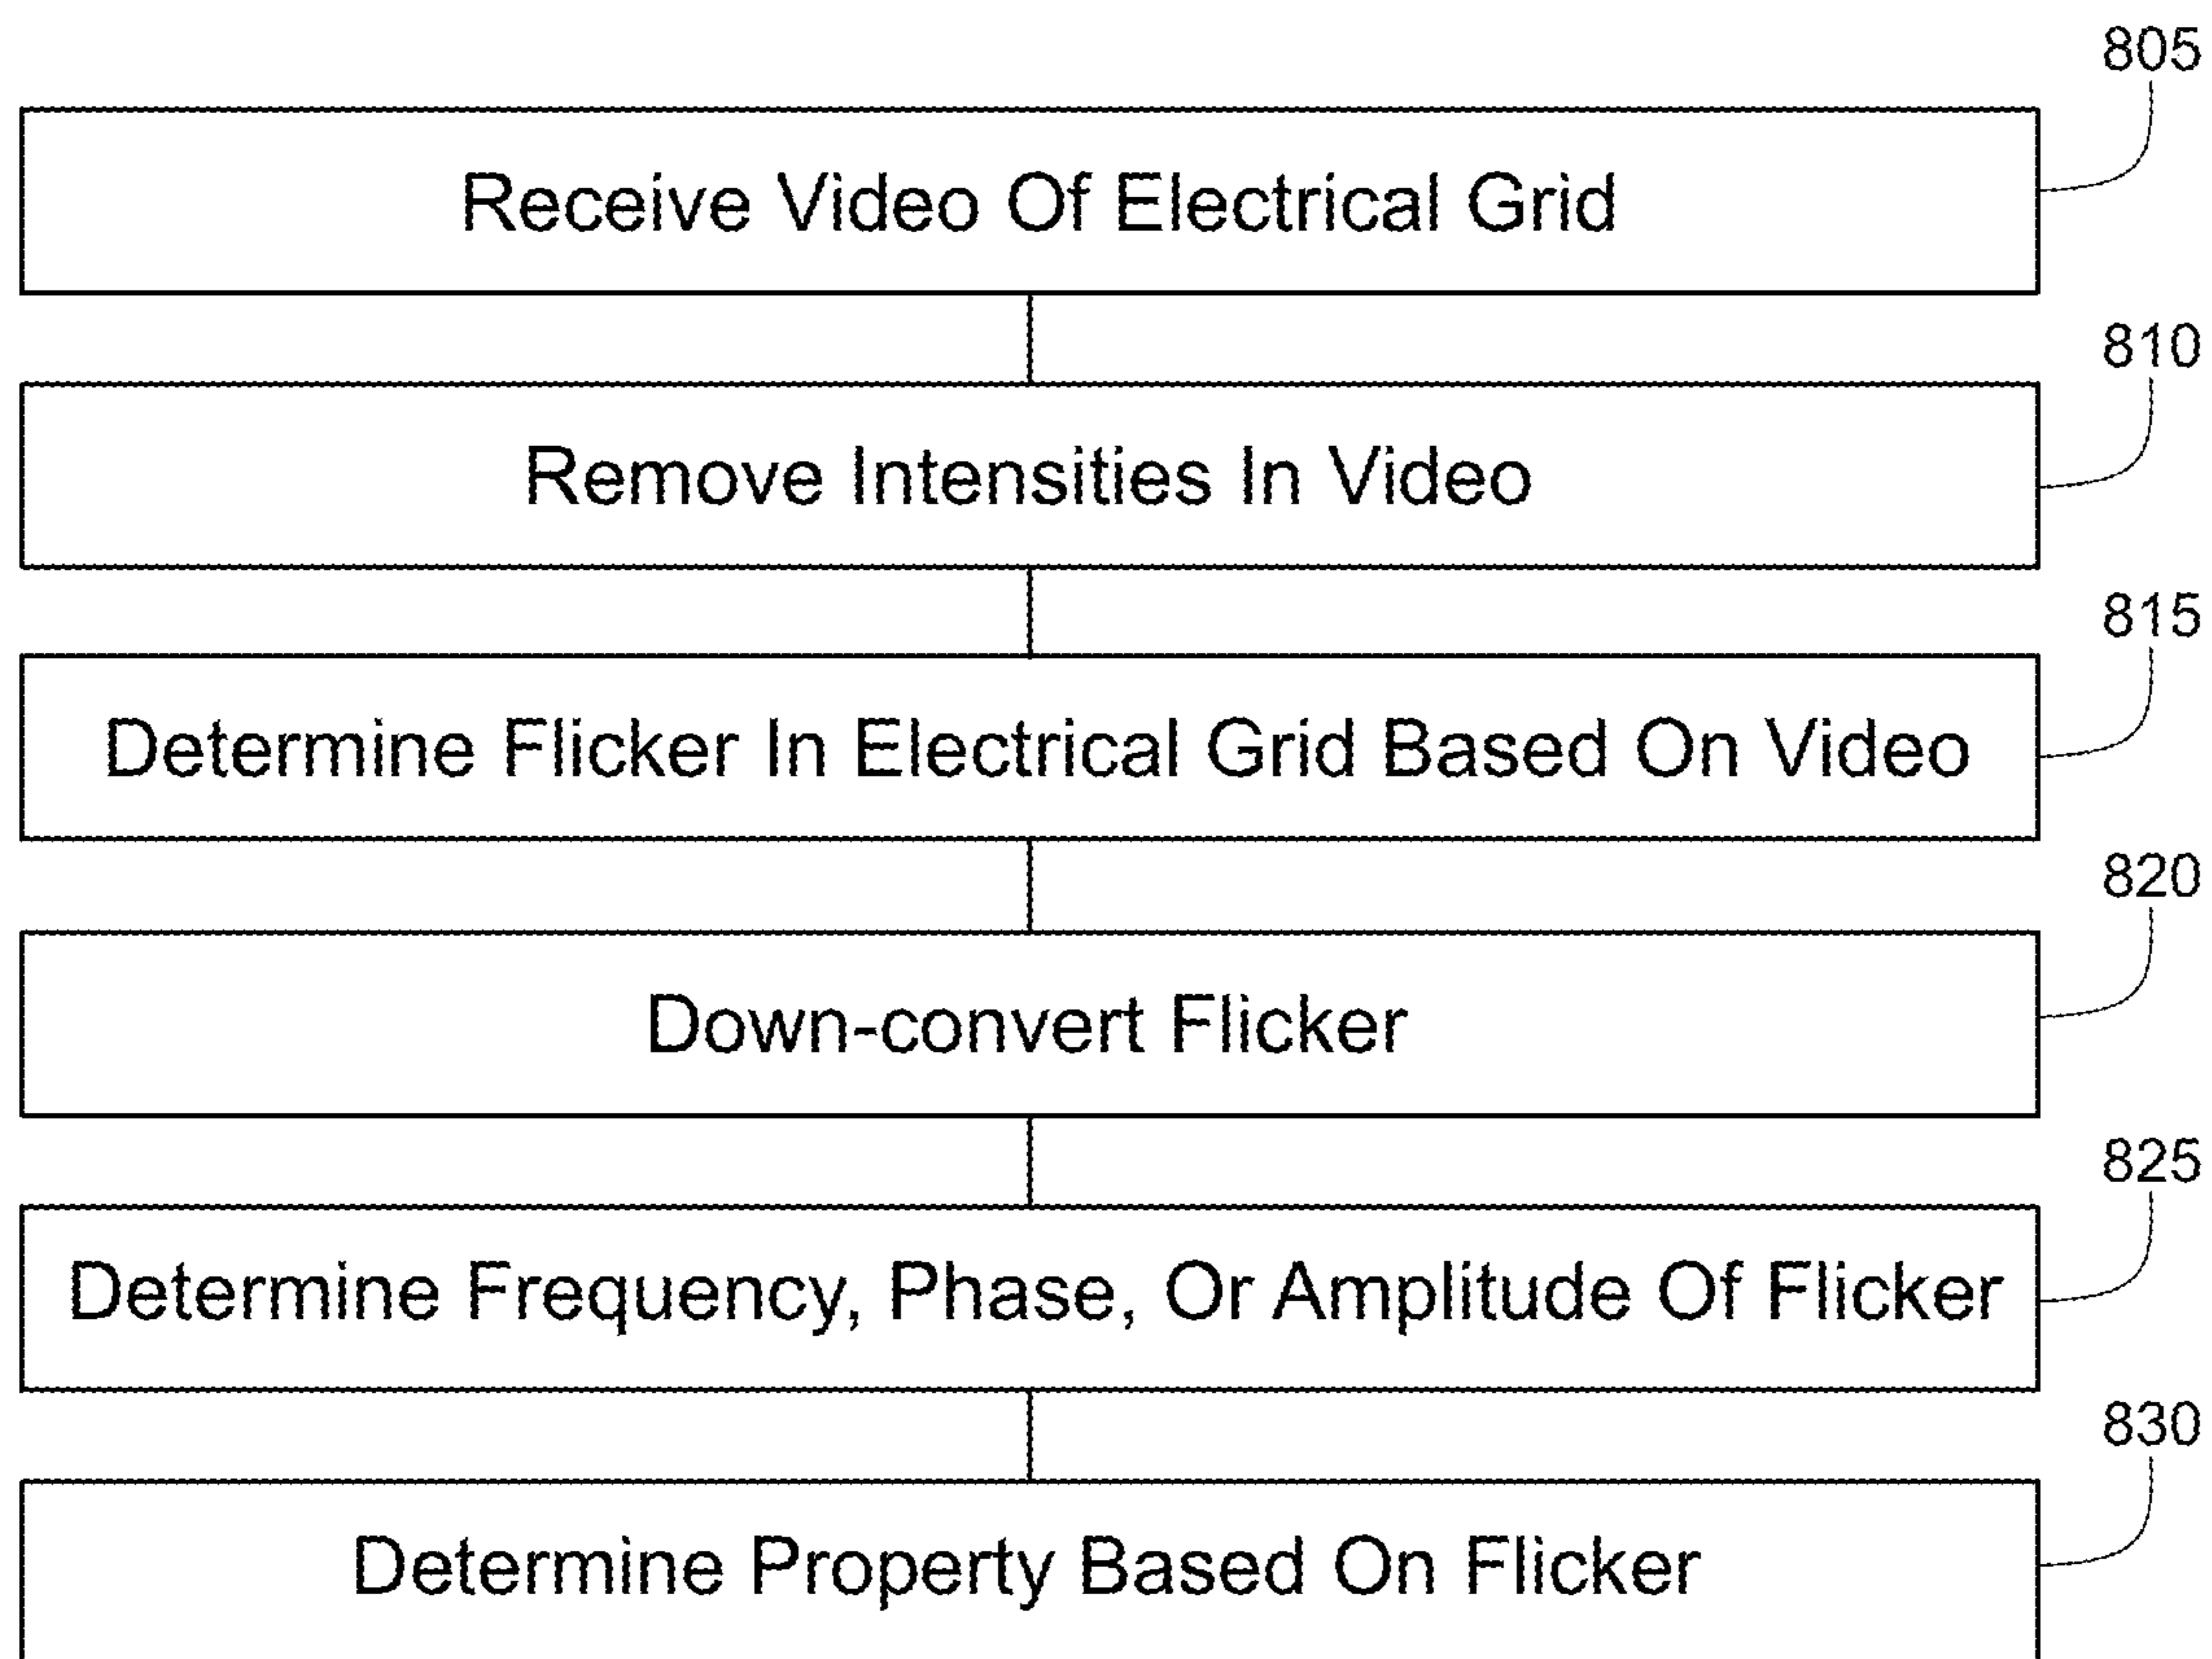 805
Receive Video Of Electrical Grid
810
Remove Intensities In Video
815
Determine Flicker In Electrical Grid Based On Video
820
Down-convert Flicker
825
Determine Frequency, Phase, Or Amplitude Of Flicker
830
Determine Property Based On Flicker